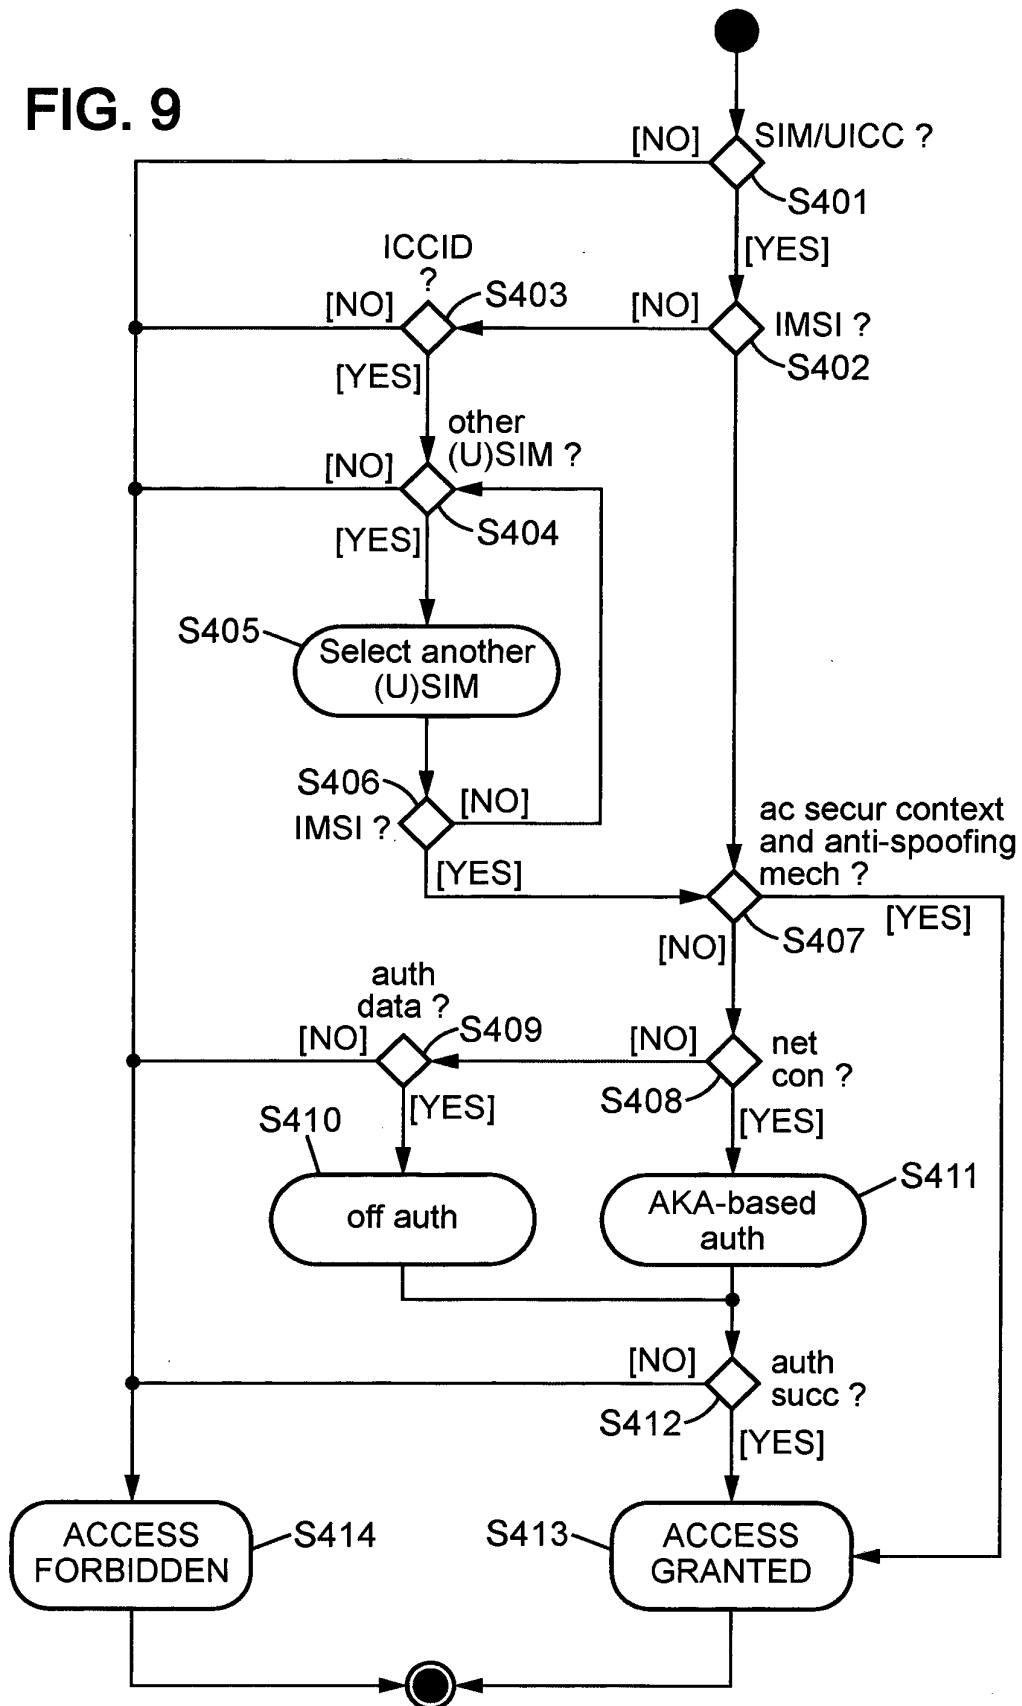 FIG. 9
SIM/UICC ?
[NO]
S401
[YES]
ICCID
?
[NO]
S403
[NO]
IMSI ?
S402
[YES]
other
(U)SIM ?
[NO]
S404
[YES]
S405
Select another
(U)SIM
S406
[NO]
IMSI ?
[YES]
ac secur context
and anti-spoofing
mech ?
[YES]
S407
[NO]
auth
data ?
[NO]
S409
[NO]
net
con ?
S408
[YES]
[YES]
S410
off auth
S411
AKA-based
auth
[NO]
auth
succ ?
S412
[YES]
ACCESS
FORBIDDEN
S414
S413
ACCESS
GRANTED